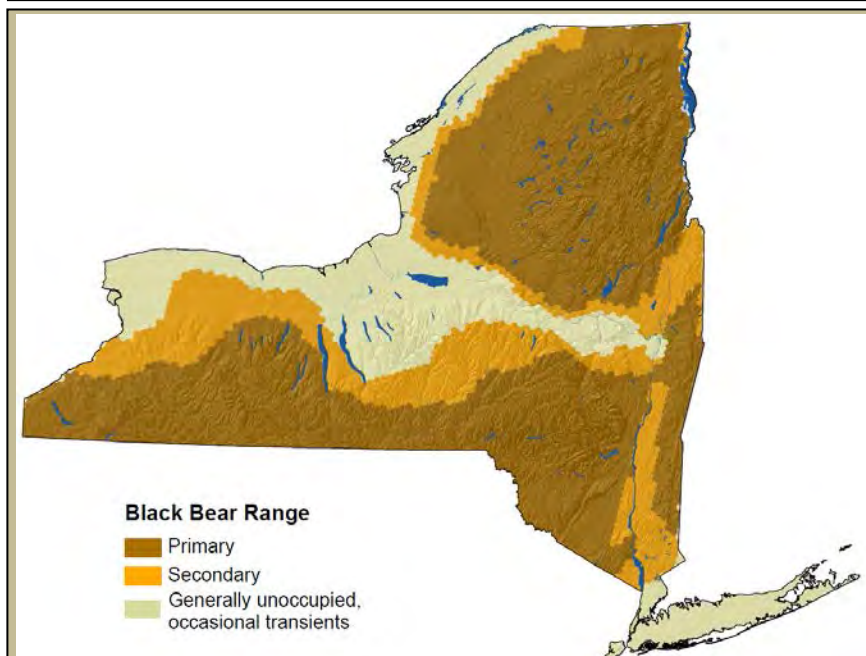 Black Bear Range
Primary
Secondary
Generally unoccupied,
occasional transients